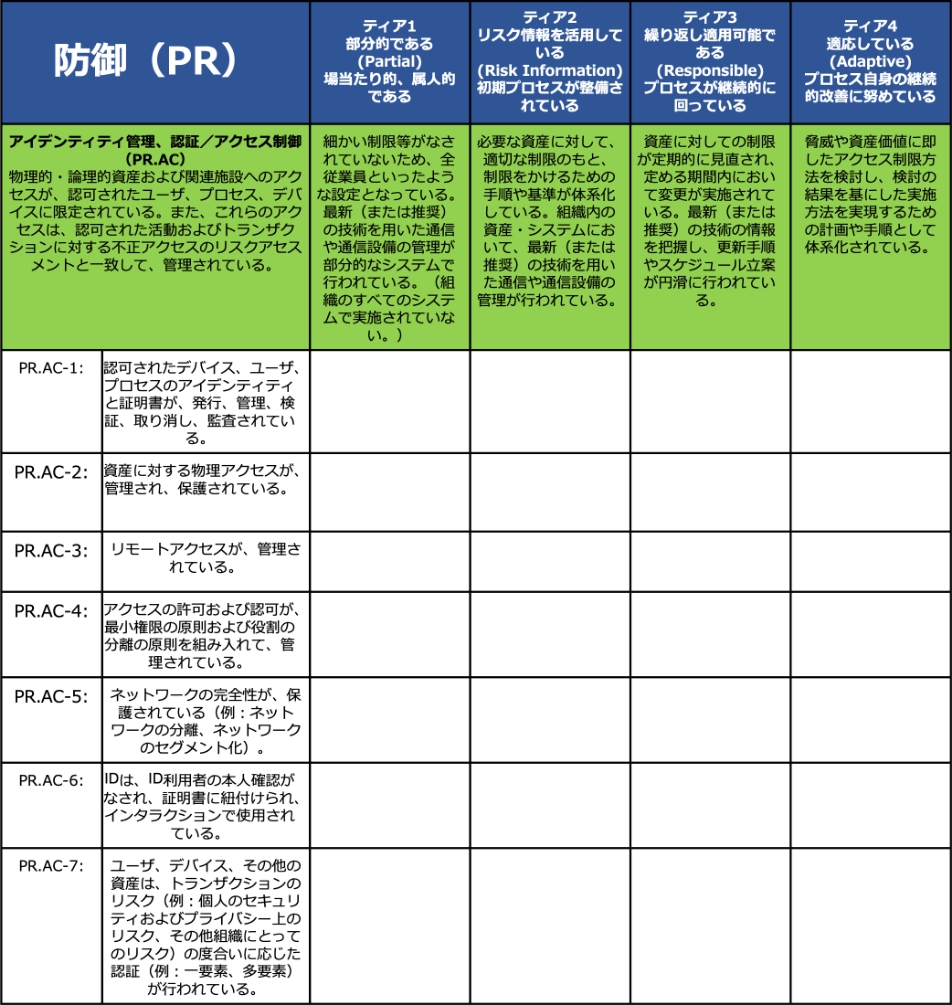 防御（PR）
ティア1
部分的である
(Partial)
場当たり的、属人的
である
ティア2
リスク情報を活用して
いる
(Risk Information)
初期プロセスが整備さ
れている
ティア3
繰り返し適用可能で
ある
(Responsible)
プロセスが継続的に
回っている
ティア4
適応している
(Adaptive)
プロセス自身の継続
的改善に努めている
アイデンティティ管理、認証／アクセス制御
（PR.AC）
物理的・論理的資産および関連施設へのア
クセスが、認可されたユーザ、プロセス、デバ
イスに限定されている。また、これらのアク
セスは、認可された活動およびトランザク
ションに対する不正アクセスのリスクアセス
メントと一致して、管理されている。
細かい制限等がなさ
れていないため、全
従業員といったよう
な設定となっている。
最新（または推奨）
の技術を用いた通信
や通信設備の管理が
部分的なシステムで
行われている。（組
織のすべてのシステ
ムで実施されていな
い。）
必要な資産に対して、
適切な制限のもと、
制限をかけるための
手順や基準が体系化
している。組織内の
資産・システムにお
いて、最新（または
推奨）の技術を用い
た通信や通信設備の
管理が行われている。
資産に対しての制限
が定期的に見直され、
定める期間内におい
て変更が実施されて
いる。最新（または
推奨）の技術の情報
を把握し、更新手順
やスケジュール立案
が円滑に行われてい
る。
脅威や資産価値に即
したアクセス制限方
法を検討し、検討の
結果を基にした実施
方法を実現するため
の計画や手順として
体系化されている。
PR.AC-1:
認可されたデバイス、ユーザ、
プロセスのアイデンティティ
と証明書が、発行、管理、検
証、取り消し、監査されてい
る。
PR.AC-2:
資産に対する物理アクセスが、
管理され、保護されている。
PR.AC-3:
リモートアクセスが、管理さ
れている。
PR.AC-4:
アクセスの許可および認可が、
最小権限の原則および役割の
分離の原則を組み入れて、管
理されている。
PR.AC-5:
ネットワークの完全性が、保
護されている（例：ネット
ワークの分離、ネットワーク
のセグメント化）。
PR.AC-6:
IDは、ID利用者の本人確認が
なされ、証明書に紐付けられ、
インタラクションで使用され
ている。
PR.AC-7:
ユーザ、デバイス、その他の
資産は、トランザクションの
リスク（例：個人のセキュリ
ティおよびプライバシー上の
リスク、その他組織にとって
のリスク）の度合いに応じた
認証（例：一要素、多要素）
が行われている。